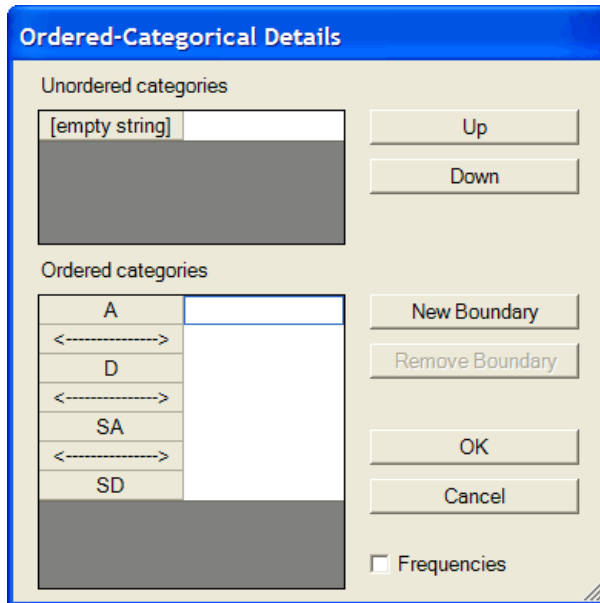 Ordered-Categorical Details
Unordered categories
[empty string]
Up
Down
Ordered categories
A
<--------------->
D
<--------------->
SA
<--------------->
SD
New Boundary
Remove Boundary
OK
Cancel
Frequencies